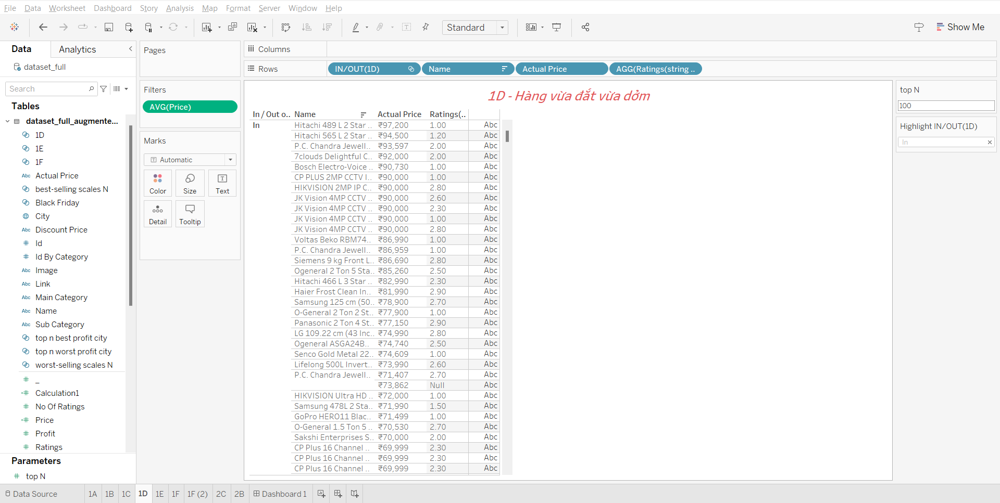 File Data Worksheet Dashboard Story Analysis Map Format Server Window Help
Standard
Show Me
Data Analytics
dataset_full
Search
Tables
dataset_full_augmente...
1D
1E
1F
Abc Actual Price
best-selling scales N
Black Friday
City
Abc Discount Price
Id
Id By Category
Abc Image
Abc Link
Abc Main Category
Abc Name
Abc Sub Category
top n best profit city
top n worst profit city
worst-selling scales N
_
Calculation1
No Of Ratings
Price
Profit
Ratings
Parameters
top N
Pages
Filters
AVG(Price)
Marks
Automatic
Color Size Text
Detail Tooltip
Columns
Rows IN/OUT(1D) Name Actual Price AGG(Ratings(string ..
1D - Hàng vừa đắt vừa dởm
In / Out o.. Name Actual Price Ratings(..
In Hitachi 489 L 2 Star .. ₹97,200 1.00 Abc
Hitachi 565 L 2 Star .. ₹94,500 1.20 Abc
P.C. Chandra Jewell.. ₹93,597 2.00 Abc
7clouds Delightful C.. ₹92,000 2.00 Abc
Bosch Electro-Voice .. ₹90,730 1.00 Abc
CP PLUS 2MP CCTV I.. ₹90,000 1.00 Abc
HIKVISION 2MP IP C.. ₹90,000 2.80 Abc
JK Vision 4MP CCTV .. ₹90,000 2.60 Abc
JK Vision 4MP CCTV .. ₹90,000 2.30 Abc
JK Vision 4MP CCTV .. ₹90,000 1.00 Abc
JK Vision 4MP CCTV .. ₹90,000 2.80 Abc
Voltas Beko RBM74.. ₹86,990 1.00 Abc
P.C. Chandra Jewell.. ₹86,959 1.00 Abc
Siemens 9 kg Front L.. ₹86,690 2.80 Abc
Ogeneral 2 Ton 5 Sta.. ₹85,260 2.50 Abc
Hitachi 466 L 3 Star .. ₹82,990 2.30 Abc
Haier Frost Clean In.. ₹81,990 2.90 Abc
Samsung 125 cm (50.. ₹78,900 2.70 Abc
O-General 2 Ton 2 St.. ₹77,900 1.00 Abc
Panasonic 2 Ton 4 St.. ₹77,150 2.90 Abc
LG 109.22 cm (43 Inc.. ₹74,990 2.80 Abc
Ogeneral ASGA24B.. ₹74,740 2.50 Abc
Senco Gold Metal 22.. ₹74,609 1.00 Abc
Lifelong 500L Invert.. ₹73,990 2.60 Abc
P.C. Chandra Jewell.. ₹71,407 2.70 Abc
₹73,862 Null Abc
HIKVISION Ultra HD .. ₹72,000 1.00 Abc
Samsung 478L 2 Sta.. ₹71,990 1.50 Abc
GoPro HERO11 Blac.. ₹71,499 1.00 Abc
O-General 1.5 Ton 5 .. ₹70,530 2.70 Abc
Sakshi Enterprises S.. ₹70,000 2.00 Abc
CP Plus 16 Channel .. ₹69,999 2.30 Abc
CP Plus 16 Channel .. ₹69,999 2.30 Abc
CP Plus 16 Channel .. ₹69,999 2.30 Abc
top N
100
Highlight IN/OUT(1D)
In
Data Source 1A 1B 1C 1D 1E 1F 1F (2) 2C 2B Dashboard 1